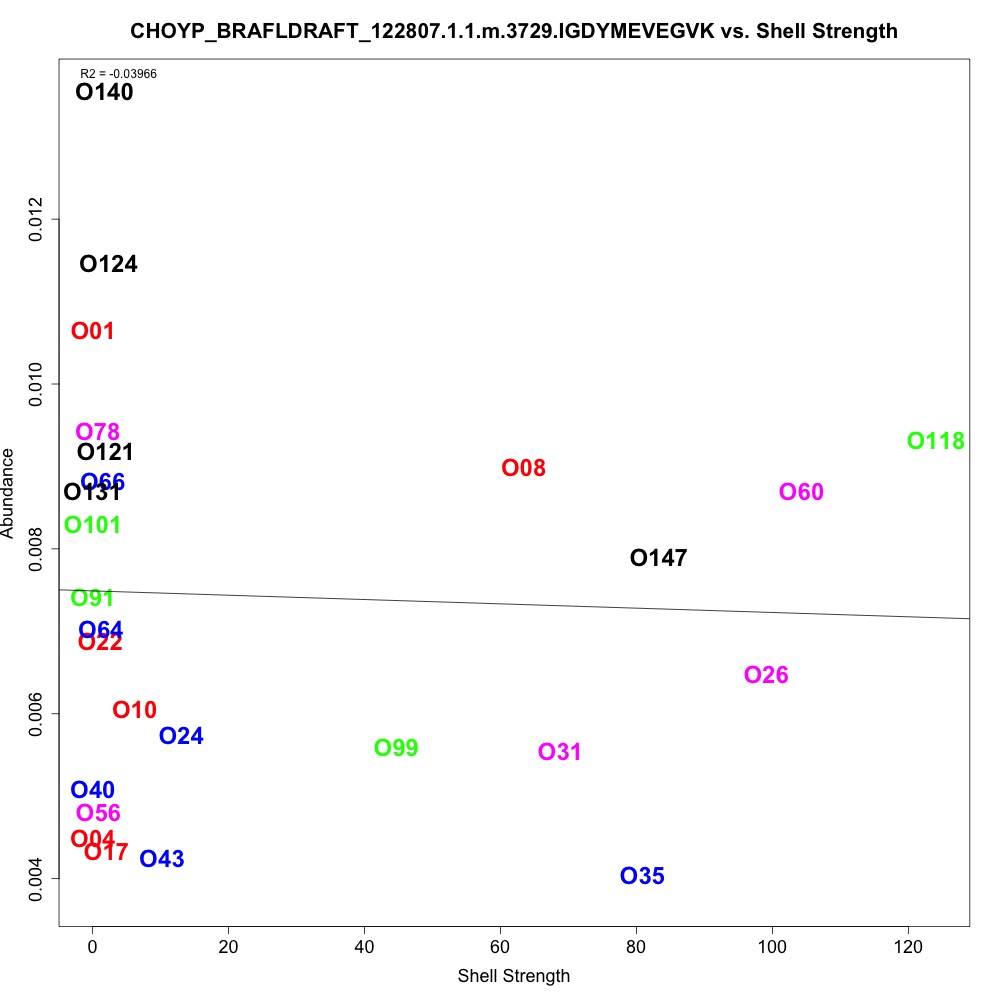 CHOYP_BRAFLDRAFT_122807.1.1.m.3729.IGDYMEVEGVK vs. Shell Strength
R2 = -0.03966
O140
0.012
O124
O01
0.010
O78
O118
O121
O08
O66
O131
O60
O101
Abundance
0.008
O147
O91
O64
O22
O26
0.006
O10
O24
O99
O31
O40
O56
O04
O17
O43
0.004
O35
0 20 40 60 80 100 120
Shell Strength